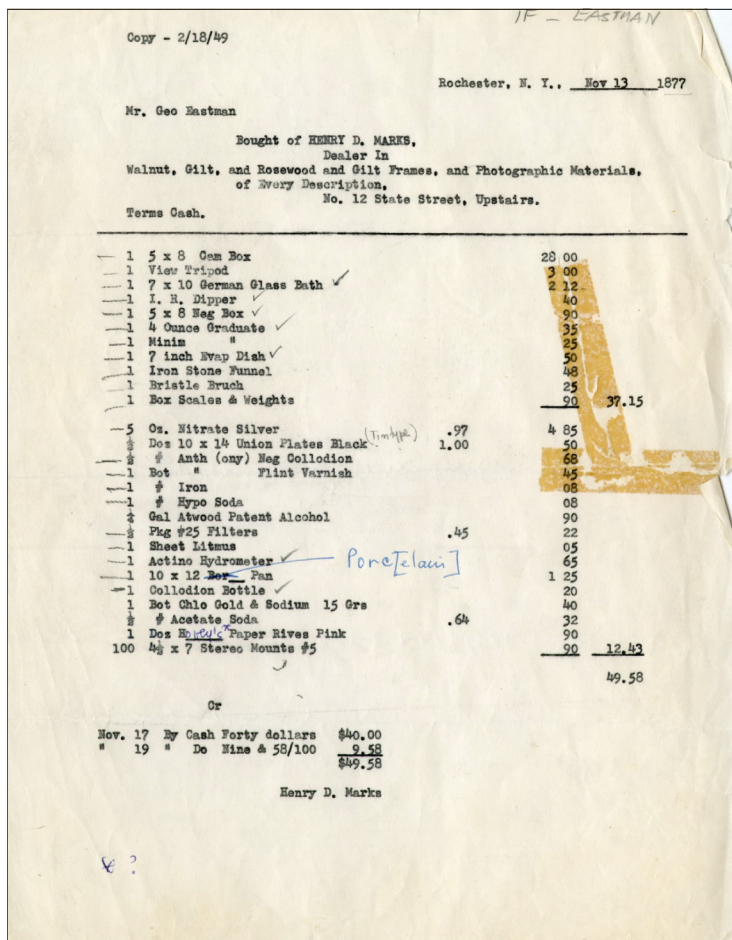 IF - EASTMAN
Copy - 2/18/49
Rochester, N. Y., Nov 13 1877
Mr. Geo Eastman
Bought of HENRY D. MARKS,
Dealer In
Walnut, Gilt, and Rosewood and Gilt Frames, and Photographic Materials,
of Every Description,
No. 12 State Street, Upstairs.
Terms Cash.
1 5 x 8 Cam Box 28 00
1 View Tripod 3 00
1 7 x 10 German Glass Bath ✓ 2 12
1 I. R. Dipper ✓ 40
1 5 x 8 Neg Box ✓ 90
1 4 Ounce Graduate ✓ 35
1 Minim " 25
1 7 inch Evap Dish ✓ 50
1 Iron Stone Funnel 48
1 Bristle Bruch 25
1 Box Scales & Weights 90 37.15
5 Oz. Nitrate Silver .97 4 85
½ Doz 10 x 14 Union Plates Black (Tintype) 1.00 50
½ # Anth (ony) Neg Collodion 68
1 Bot " Flint Varnish 45
1 # Iron 08
1 # Hypo Soda 08
Gal Atwood Patent Alcohol 90
½ Pkg #25 Filters .45 22
1 Sheet Litmus 05
1 Actino Hydrometer ✓ 65
1 10 x 12 Pan Porc[elain] 1 25
1 Collodion Bottle ✓ 20
1 Bot Chlo Gold & Sodium 15 Grs 40
½ # Acetate Soda .64 32
1 Doz Paper Rives Pink 90
100 4½ x 7 Stereo Mounts #5 90 12.43
49.58
Cr
Nov. 17 By Cash Forty dollars $40.00
" 19 " Do Nine & 58/100 9.58
$49.58
Henry D. Marks
?